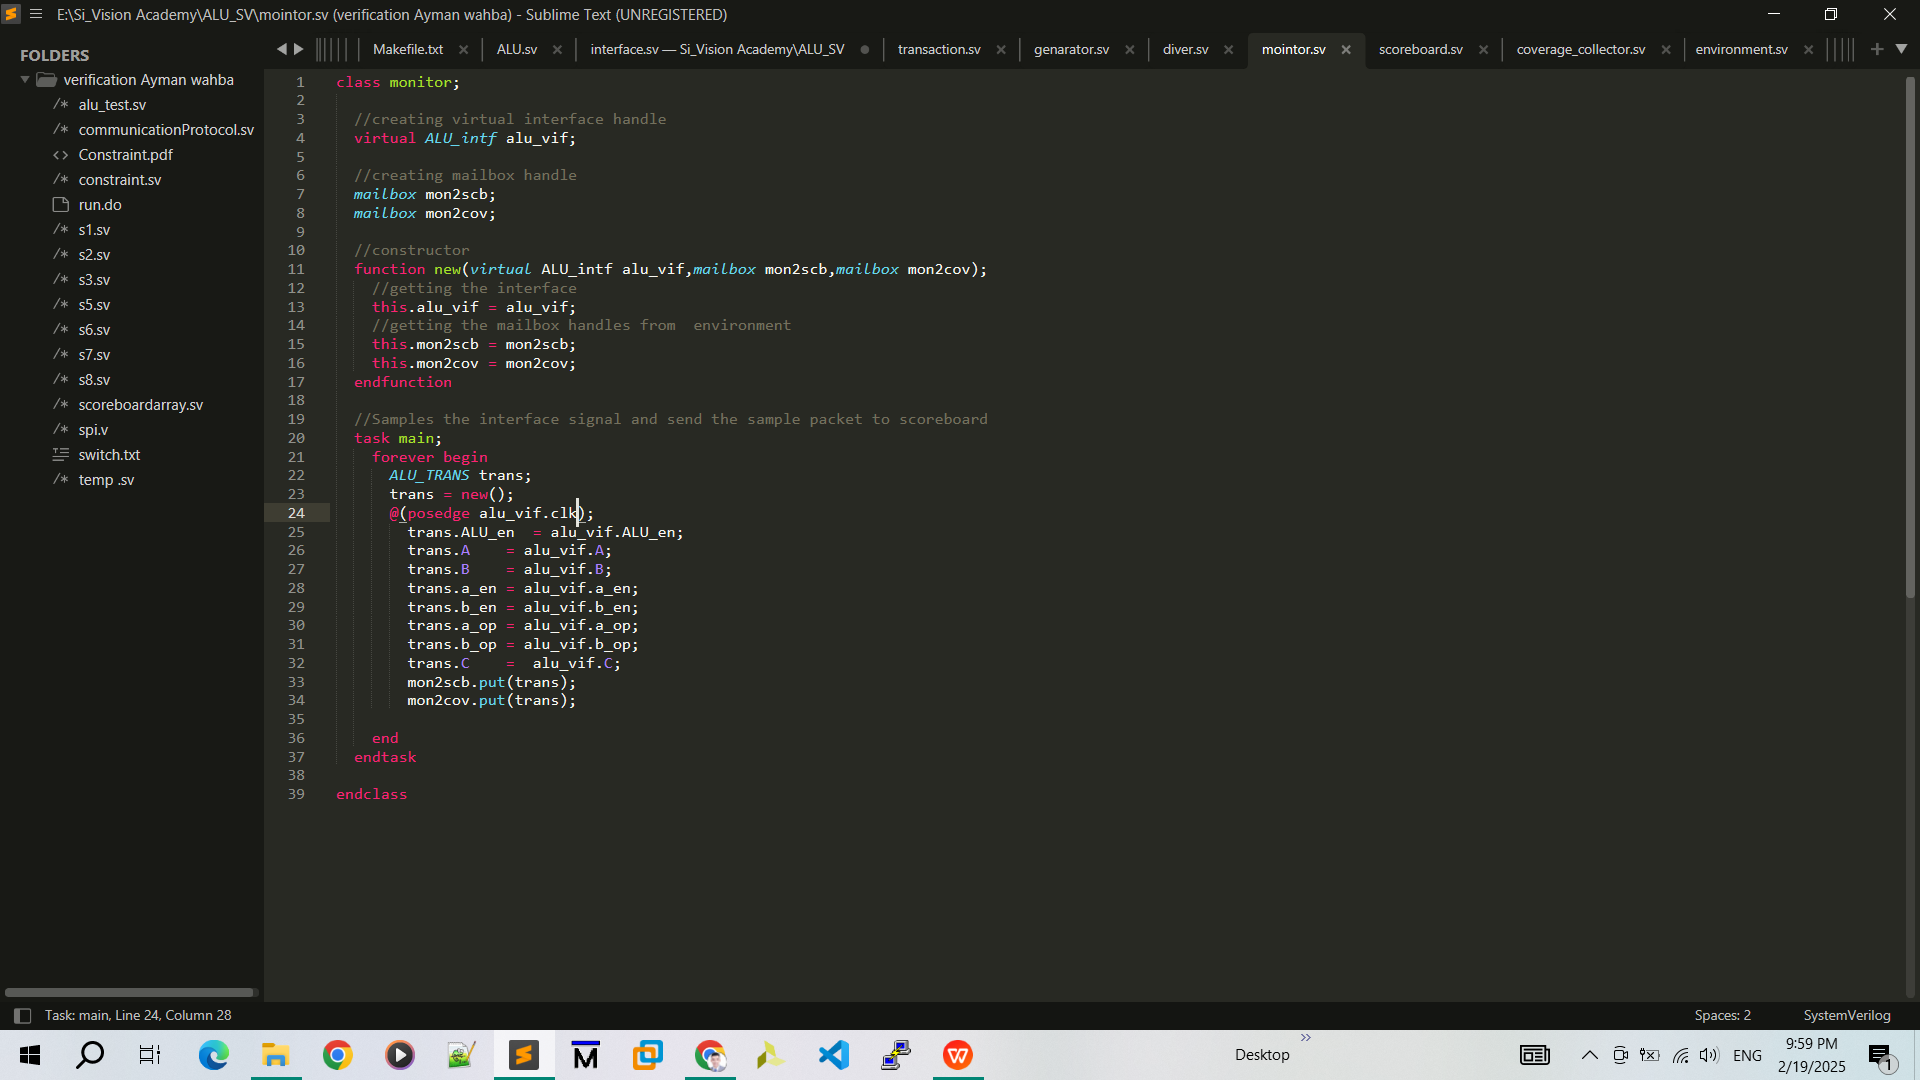 E:\Si_Vision Academy\ALU_SV\mointor.sv (verification Ayman wahba) - Sublime Text (UNREGISTERED)
FOLDERS
verification Ayman wahba
alu_test.sv
communicationProtocol.sv
Constraint.pdf
constraint.sv
run.do
s1.sv
s2.sv
s3.sv
s5.sv
s6.sv
s7.sv
s8.sv
scoreboardarray.sv
spi.v
switch.txt
temp .sv
Makefile.txt
ALU.sv
interface.sv — Si_Vision Academy\ALU_SV
transaction.sv
genarator.sv
diver.sv
mointor.sv
scoreboard.sv
coverage_collector.sv
environment.sv
1 class monitor;
2
3 //creating virtual interface handle
4 virtual ALU_intf alu_vif;
5
6 //creating mailbox handle
7 mailbox mon2scb;
8 mailbox mon2cov;
9
10 //constructor
11 function new(virtual ALU_intf alu_vif,mailbox mon2scb,mailbox mon2cov);
12 //getting the interface
13 this.alu_vif = alu_vif;
14 //getting the mailbox handles from  environment
15 this.mon2scb = mon2scb;
16 this.mon2cov = mon2cov;
17 endfunction
18
19 //Samples the interface signal and send the sample packet to scoreboard
20 task main;
21 forever begin
22 ALU_TRANS trans;
23 trans = new();
24 @(posedge alu_vif.clk);
25 trans.ALU_en  = alu_vif.ALU_en;
26 trans.A    = alu_vif.A;
27 trans.B    = alu_vif.B;
28 trans.a_en = alu_vif.a_en;
29 trans.b_en = alu_vif.b_en;
30 trans.a_op = alu_vif.a_op;
31 trans.b_op = alu_vif.b_op;
32 trans.C    =  alu_vif.C;
33 mon2scb.put(trans);
34 mon2cov.put(trans);
35
36 end
37 endtask
38
39 endclass
Task: main, Line 24, Column 28
Spaces: 2
SystemVerilog
Desktop
ENG
9:59 PM
2/19/2025
1